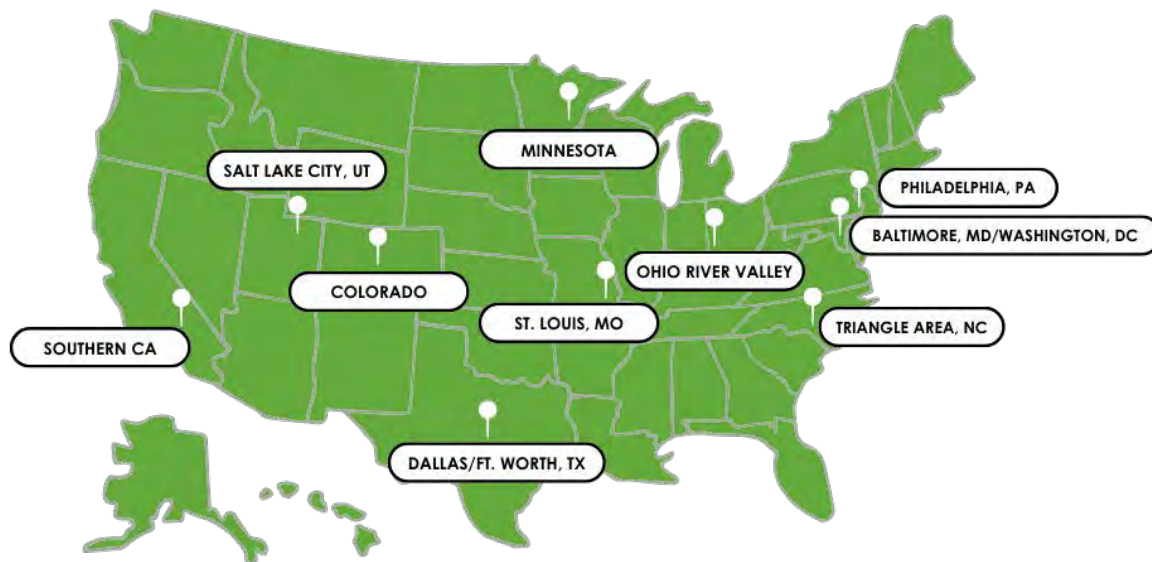 MINNESOTA
SALT LAKE CITY, UT
PHILADELPHIA, PA
BALTIMORE, MD/WASHINGTON, DC
OHIO RIVER VALLEY
COLORADO
ST. LOUIS, MO
TRIANGLE AREA, NC
SOUTHERN CA
DALLAS/FT. WORTH, TX